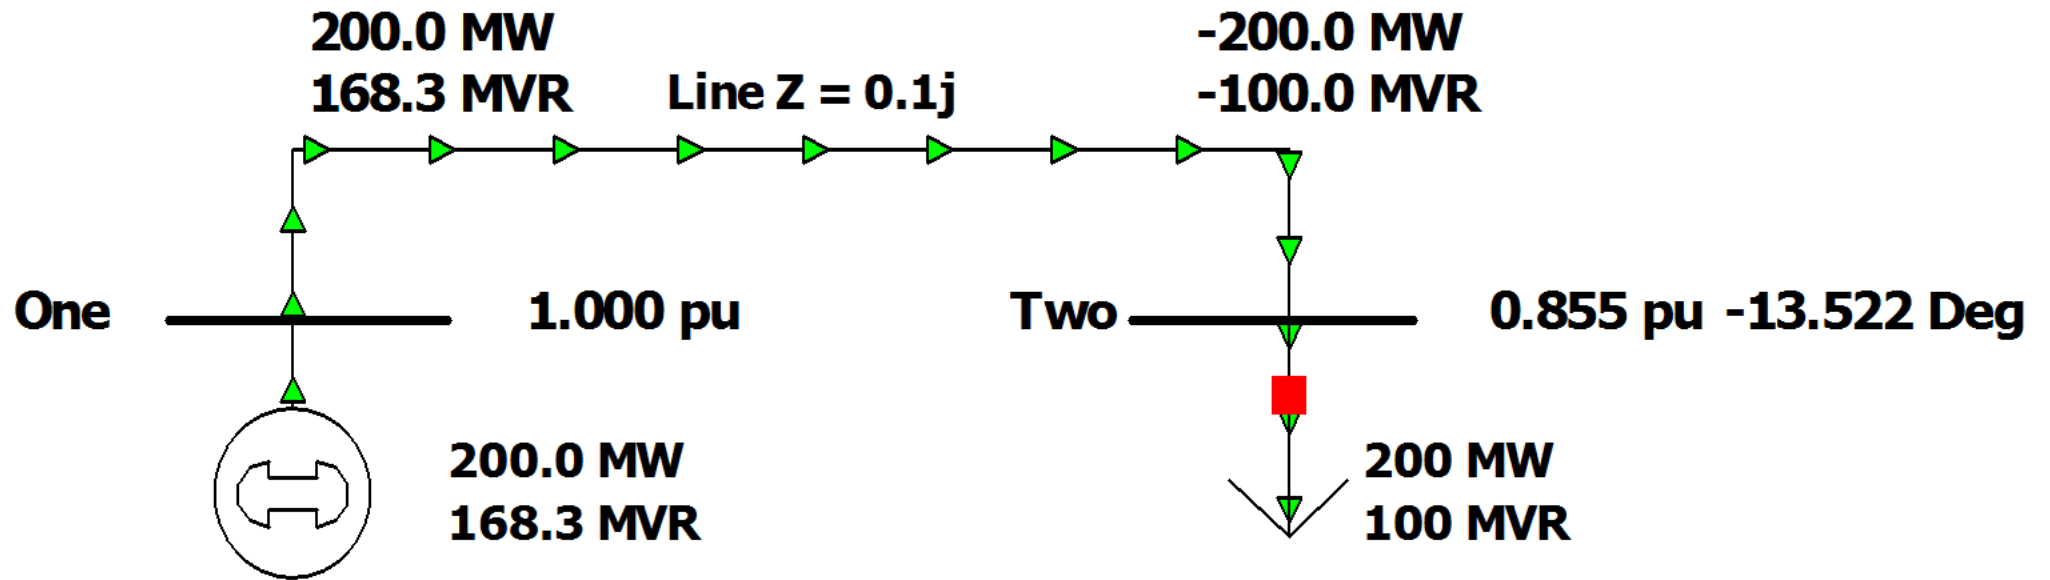 200.0 MW
168.3 MVR
Line Z = 0.1j
-200.0 MW
-100.0 MVR
One
1.000 pu
Two
0.855 pu -13.522 Deg
200.0 MW
168.3 MVR
200 MW
100 MVR